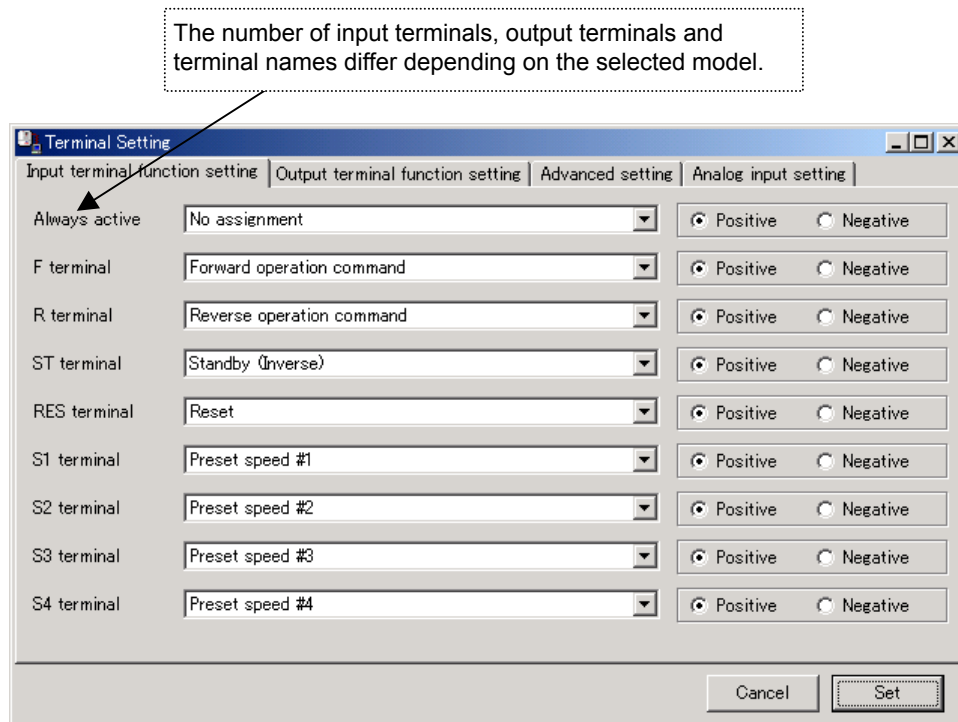 The number of input terminals, output terminals and
terminal names differ depending on the selected model.
Terminal Setting
Input terminal function setting Output terminal function setting Advanced setting Analog input setting
Always active No assignment Positive Negative
F terminal Forward operation command Positive Negative
R terminal Reverse operation command Positive Negative
ST terminal Standby (Inverse) Positive Negative
RES terminal Reset Positive Negative
S1 terminal Preset speed #1 Positive Negative
S2 terminal Preset speed #2 Positive Negative
S3 terminal Preset speed #3 Positive Negative
S4 terminal Preset speed #4 Positive Negative
Cancel Set